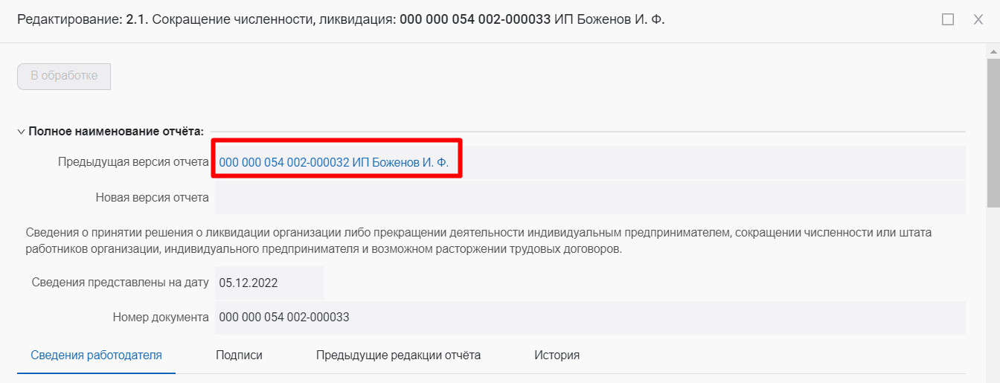 Редактирование: 2.1. Сокращение численности, ликвидация: 000 000 054 002-000033 ИП Боженов И. Ф.
В обработке
Полное наименование отчёта:
Предыдущая версия отчета 000 000 054 002-000032 ИП Боженов И. Ф.
Новая версия отчета
Сведения о принятии решения о ликвидации организации либо прекращении деятельности индивидуальным предпринимателем, сокращении численности или штата
работников организации, индивидуального предпринимателя и возможном расторжении трудовых договоров.
Сведения представлены на дату 05.12.2022
Номер документа 000 000 054 002-000033
Сведения работодателя Подписи Предыдущие редакции отчёта История